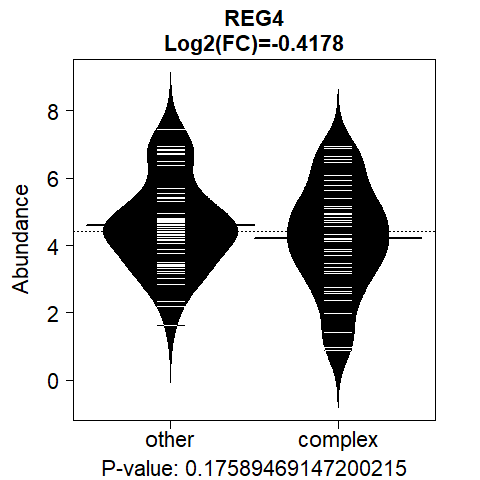 REG4
Log2(FC)=-0.4178
Abundance
8
6
4
2
0
other complex
P-value: 0.17589469147200215